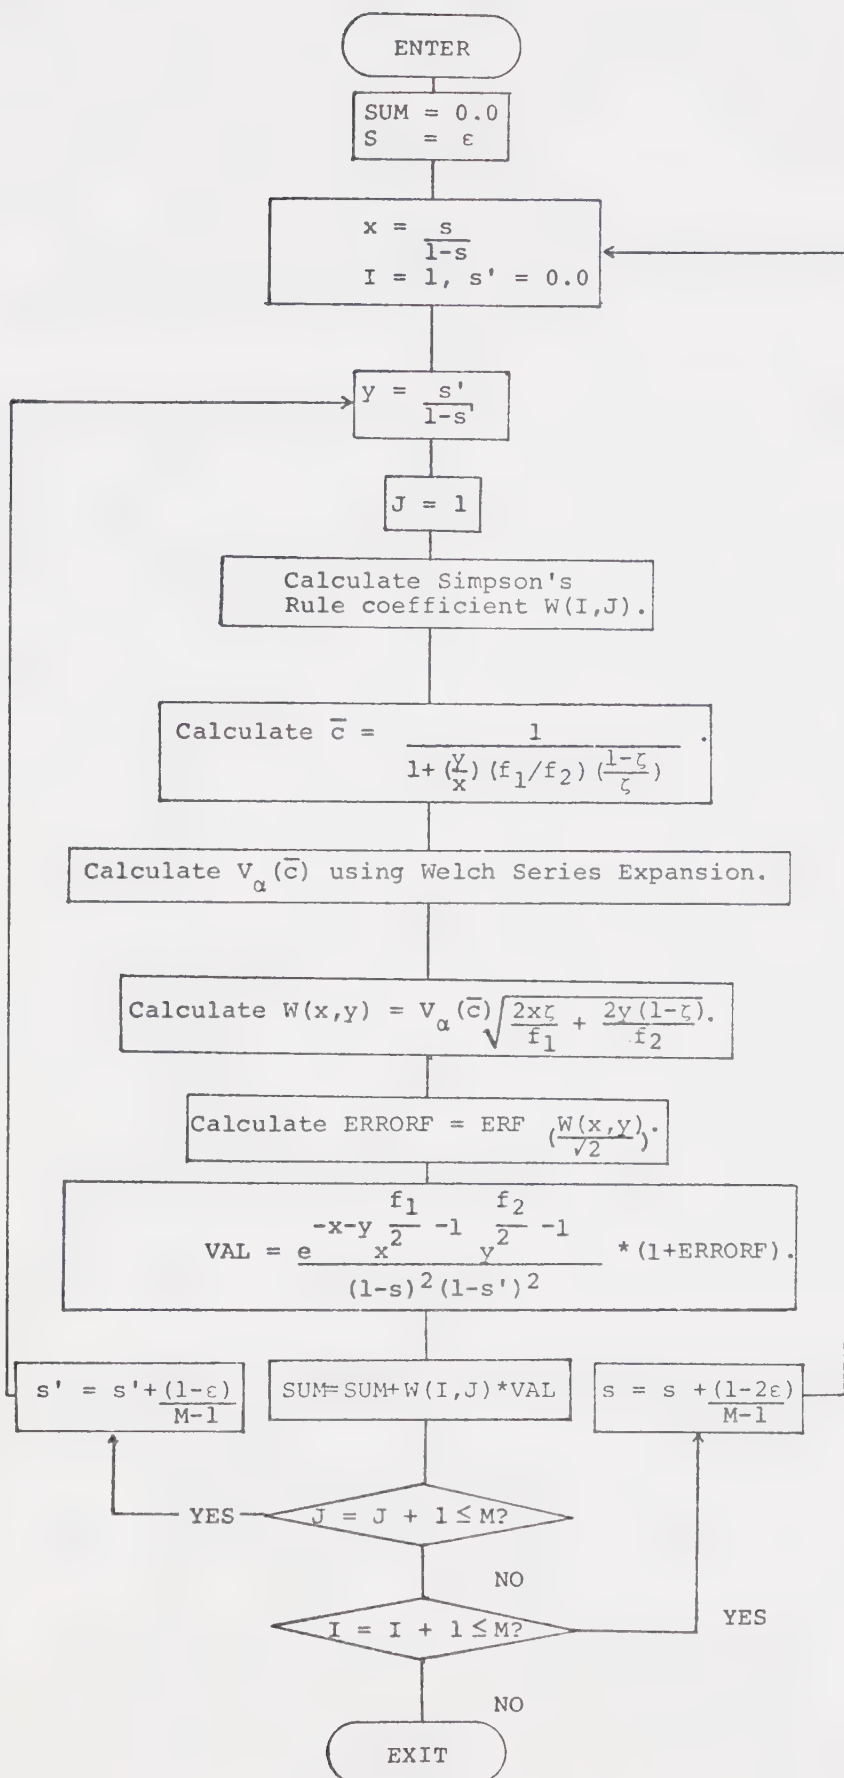 ENTER
SUM = 0.0
S = ε
x = s/(1-s)
I = 1, s' = 0.0
y = s'/(1-s')
J = 1
Calculate Simpson's
Rule coefficient W(I,J).
Calculate c̅ = 1/(1+(y/x)(f₁/f₂)((1-ζ)/ζ)).
Calculate V_α(c̅) using Welch Series Expansion.
Calculate W(x,y) = V_α(c̅)√(2xζ/f₁ + 2y(1-ζ)/f₂).
Calculate ERRORF = ERF (W(x,y)/√2).
VAL = e^(-x-y) x^(f₁/2 -1) y^(f₂/2 -1) / (1-s)²(1-s')² *(1+ERRORF).
s' = s'+(1-ε)/(M-1)
SUM=SUM+W(I,J)*VAL
s = s +(1-2ε)/(M-1)
YES
J = J + 1 ≤ M?
NO
I = I + 1 ≤ M?
YES
NO
EXIT